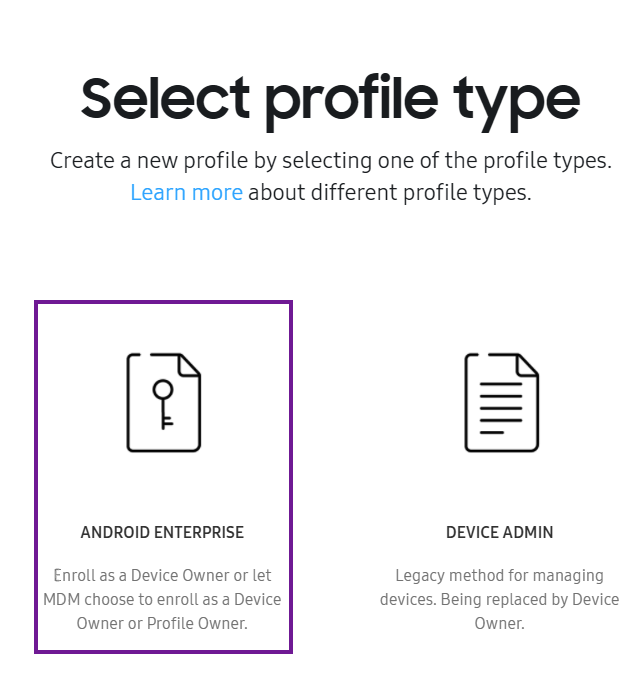 Select profile type
Create a new profile by selecting one of the profile types.
Learn more about different profile types.
ANDROID ENTERPRISE
Enroll as a Device Owner or let
MDM choose to enroll as a Device
Owner or Profile Owner.
DEVICE ADMIN
Legacy method for managing
devices. Being replaced by Device
Owner.